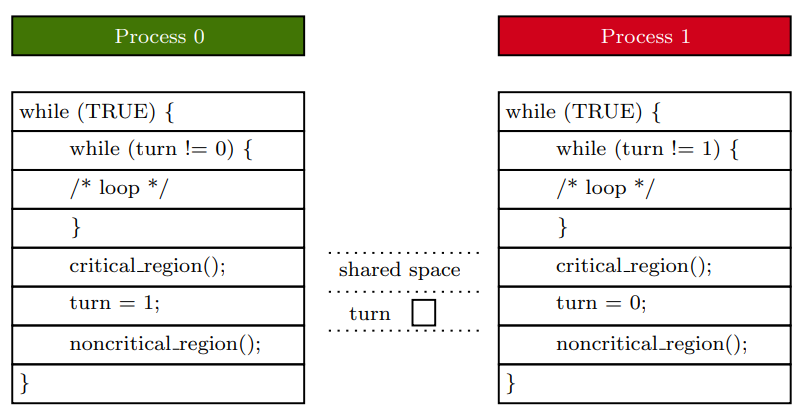 Process 0
while (TRUE) {
while (turn != 0) {
/* loop */
}
critical_region();
turn = 1;
noncritical_region();
}
shared space
turn
Process 1
while (TRUE) {
while (turn != 1) {
/* loop */
}
critical_region();
turn = 0;
noncritical_region();
}